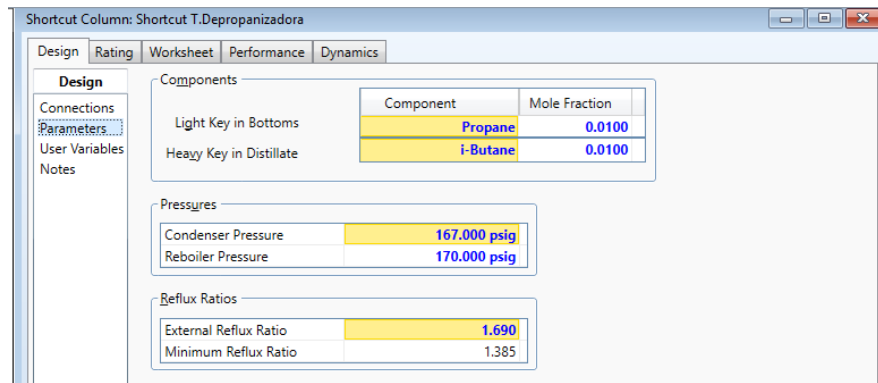 Shortcut Column: Shortcut T.Depropanizadora
Design Rating Worksheet Performance Dynamics
Design
Connections
Parameters
User Variables
Notes
Components
Component Mole Fraction
Light Key in Bottoms Propane 0.0100
Heavy Key in Distillate i-Butane 0.0100
Pressures
Condenser Pressure 167.000 psig
Reboiler Pressure 170.000 psig
Reflux Ratios
External Reflux Ratio 1.690
Minimum Reflux Ratio 1.385